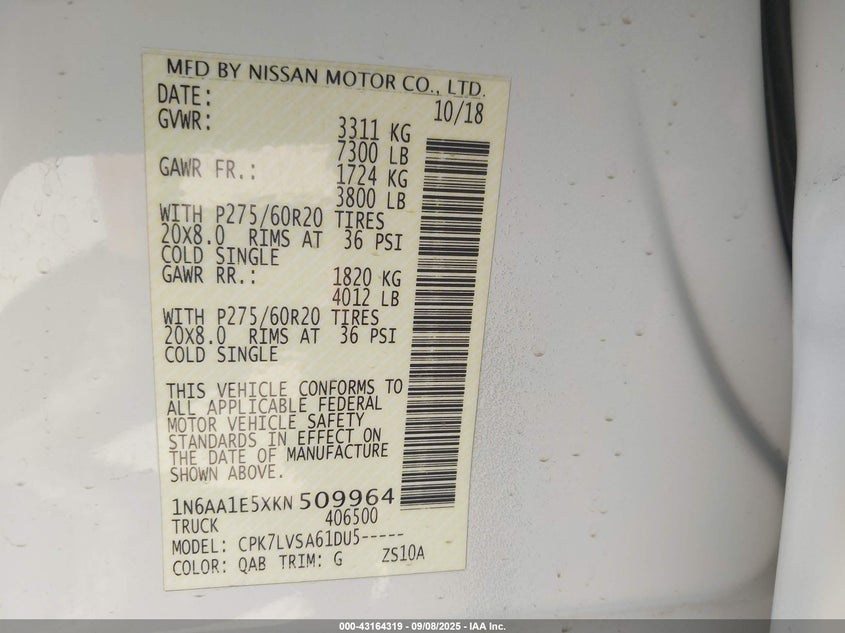 MFD BY NISSAN MOTOR CO., LTD.
DATE: 10/18
GVWR: 3311 KG
7300 LB
GAWR FR.: 1724 KG
3800 LB
WITH P275/60R20 TIRES
20X8.0 RIMS AT 36 PSI
COLD SINGLE
GAWR RR.: 1820 KG
4012 LB
WITH P275/60R20 TIRES
20X8.0 RIMS AT 36 PSI
COLD SINGLE
THIS VEHICLE CONFORMS TO
ALL APPLICABLE FEDERAL
MOTOR VEHICLE SAFETY
STANDARDS IN EFFECT ON
THE DATE OF MANUFACTURE
SHOWN ABOVE.
1N6AA1E5XKN 509964
TRUCK 406500
MODEL: CPK7LVSA61DU5-----
COLOR: QAB TRIM: G ZS10A
000-43164319 - 09/08/2025 - IAA Inc.